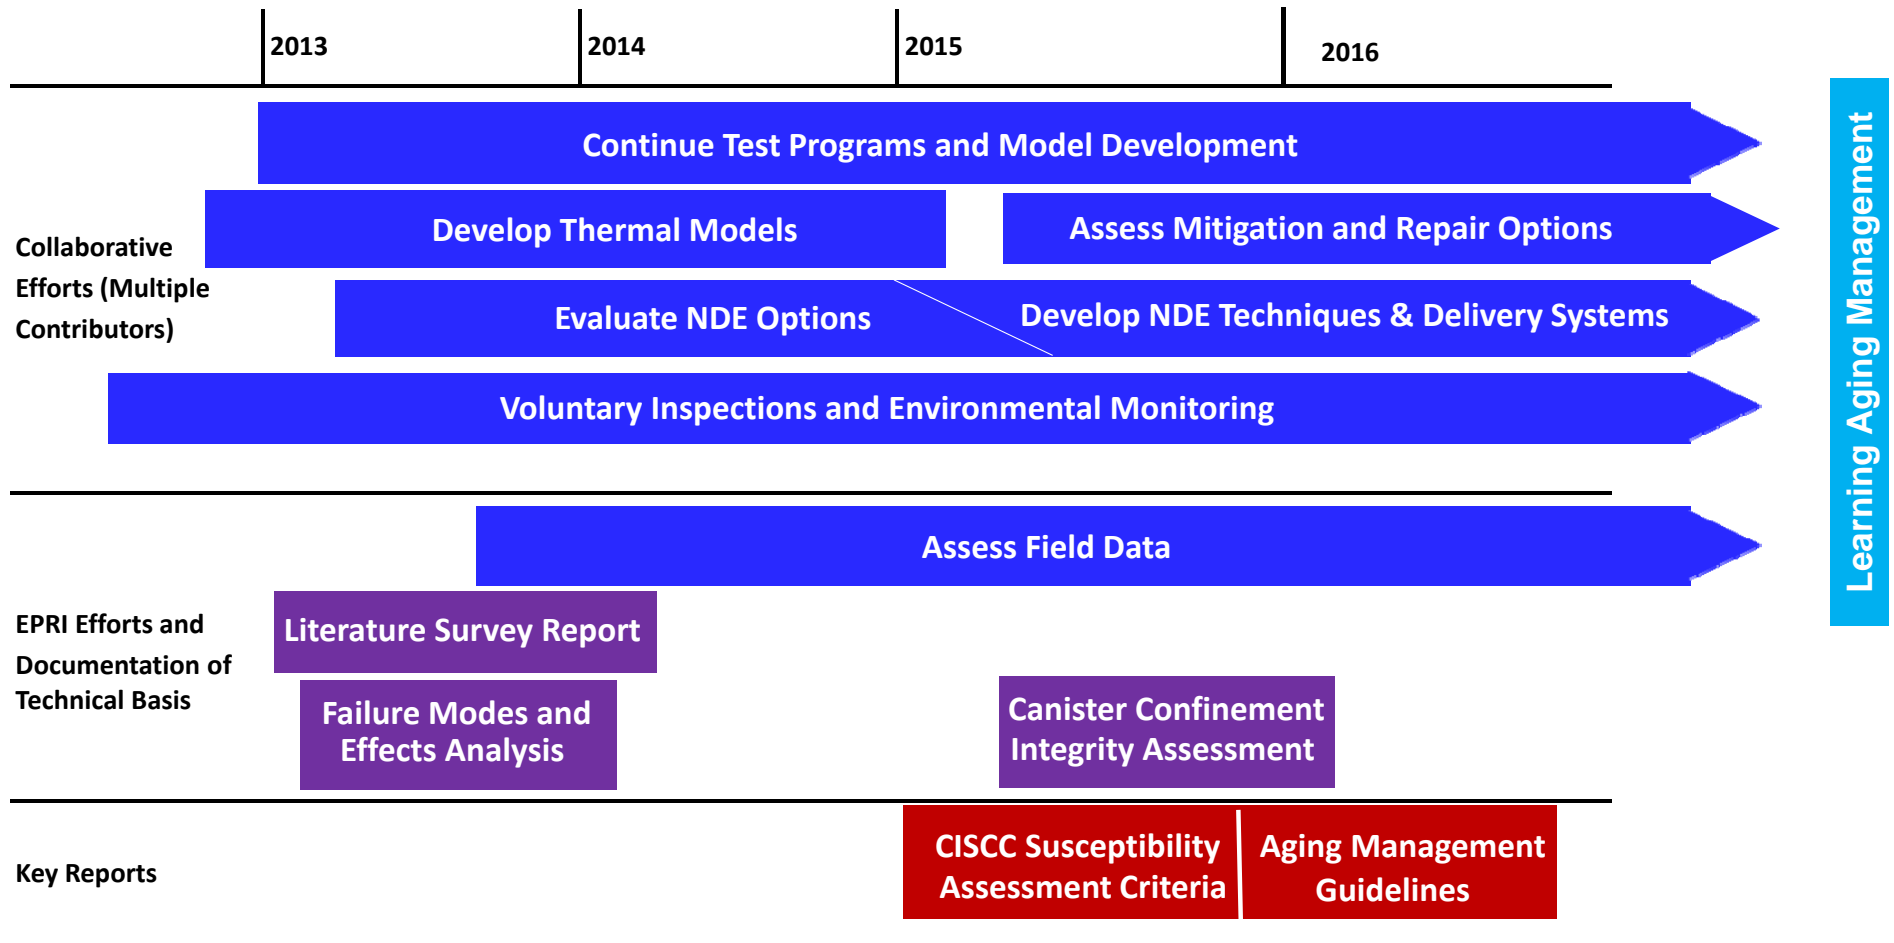 2013
2014
2015
2016
Continue Test Programs and Model Development
Develop Thermal Models
Assess Mitigation and Repair Options
Collaborative
Efforts (Multiple
Contributors)
Evaluate NDE Options
Develop NDE Techniques & Delivery Systems
Voluntary Inspections and Environmental Monitoring
Learning Aging Management
Assess Field Data
EPRI Efforts and
Documentation of
Technical Basis
Literature Survey Report
Failure Modes and
Effects Analysis
Canister Confinement
Integrity Assessment
Key Reports
CISCC Susceptibility
Assessment Criteria
Aging Management
Guidelines